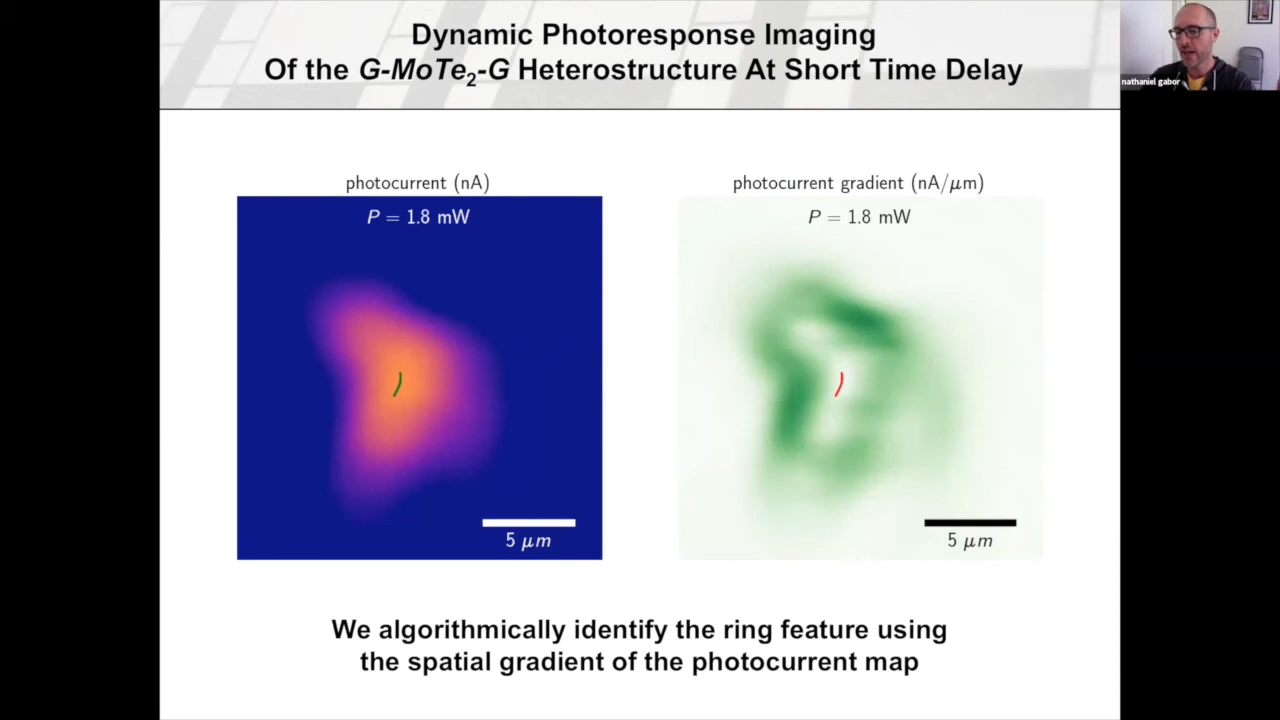 Dynamic Photoresponse Imaging
Of the G-MoTe2-G Heterostructure At Short Time Delay
nathaniel gabor
photocurrent (nA)
P = 1.8 mW
5 μm
photocurrent gradient (nA/μm)
P = 1.8 mW
5 μm
We algorithmically identify the ring feature using
the spatial gradient of the photocurrent map